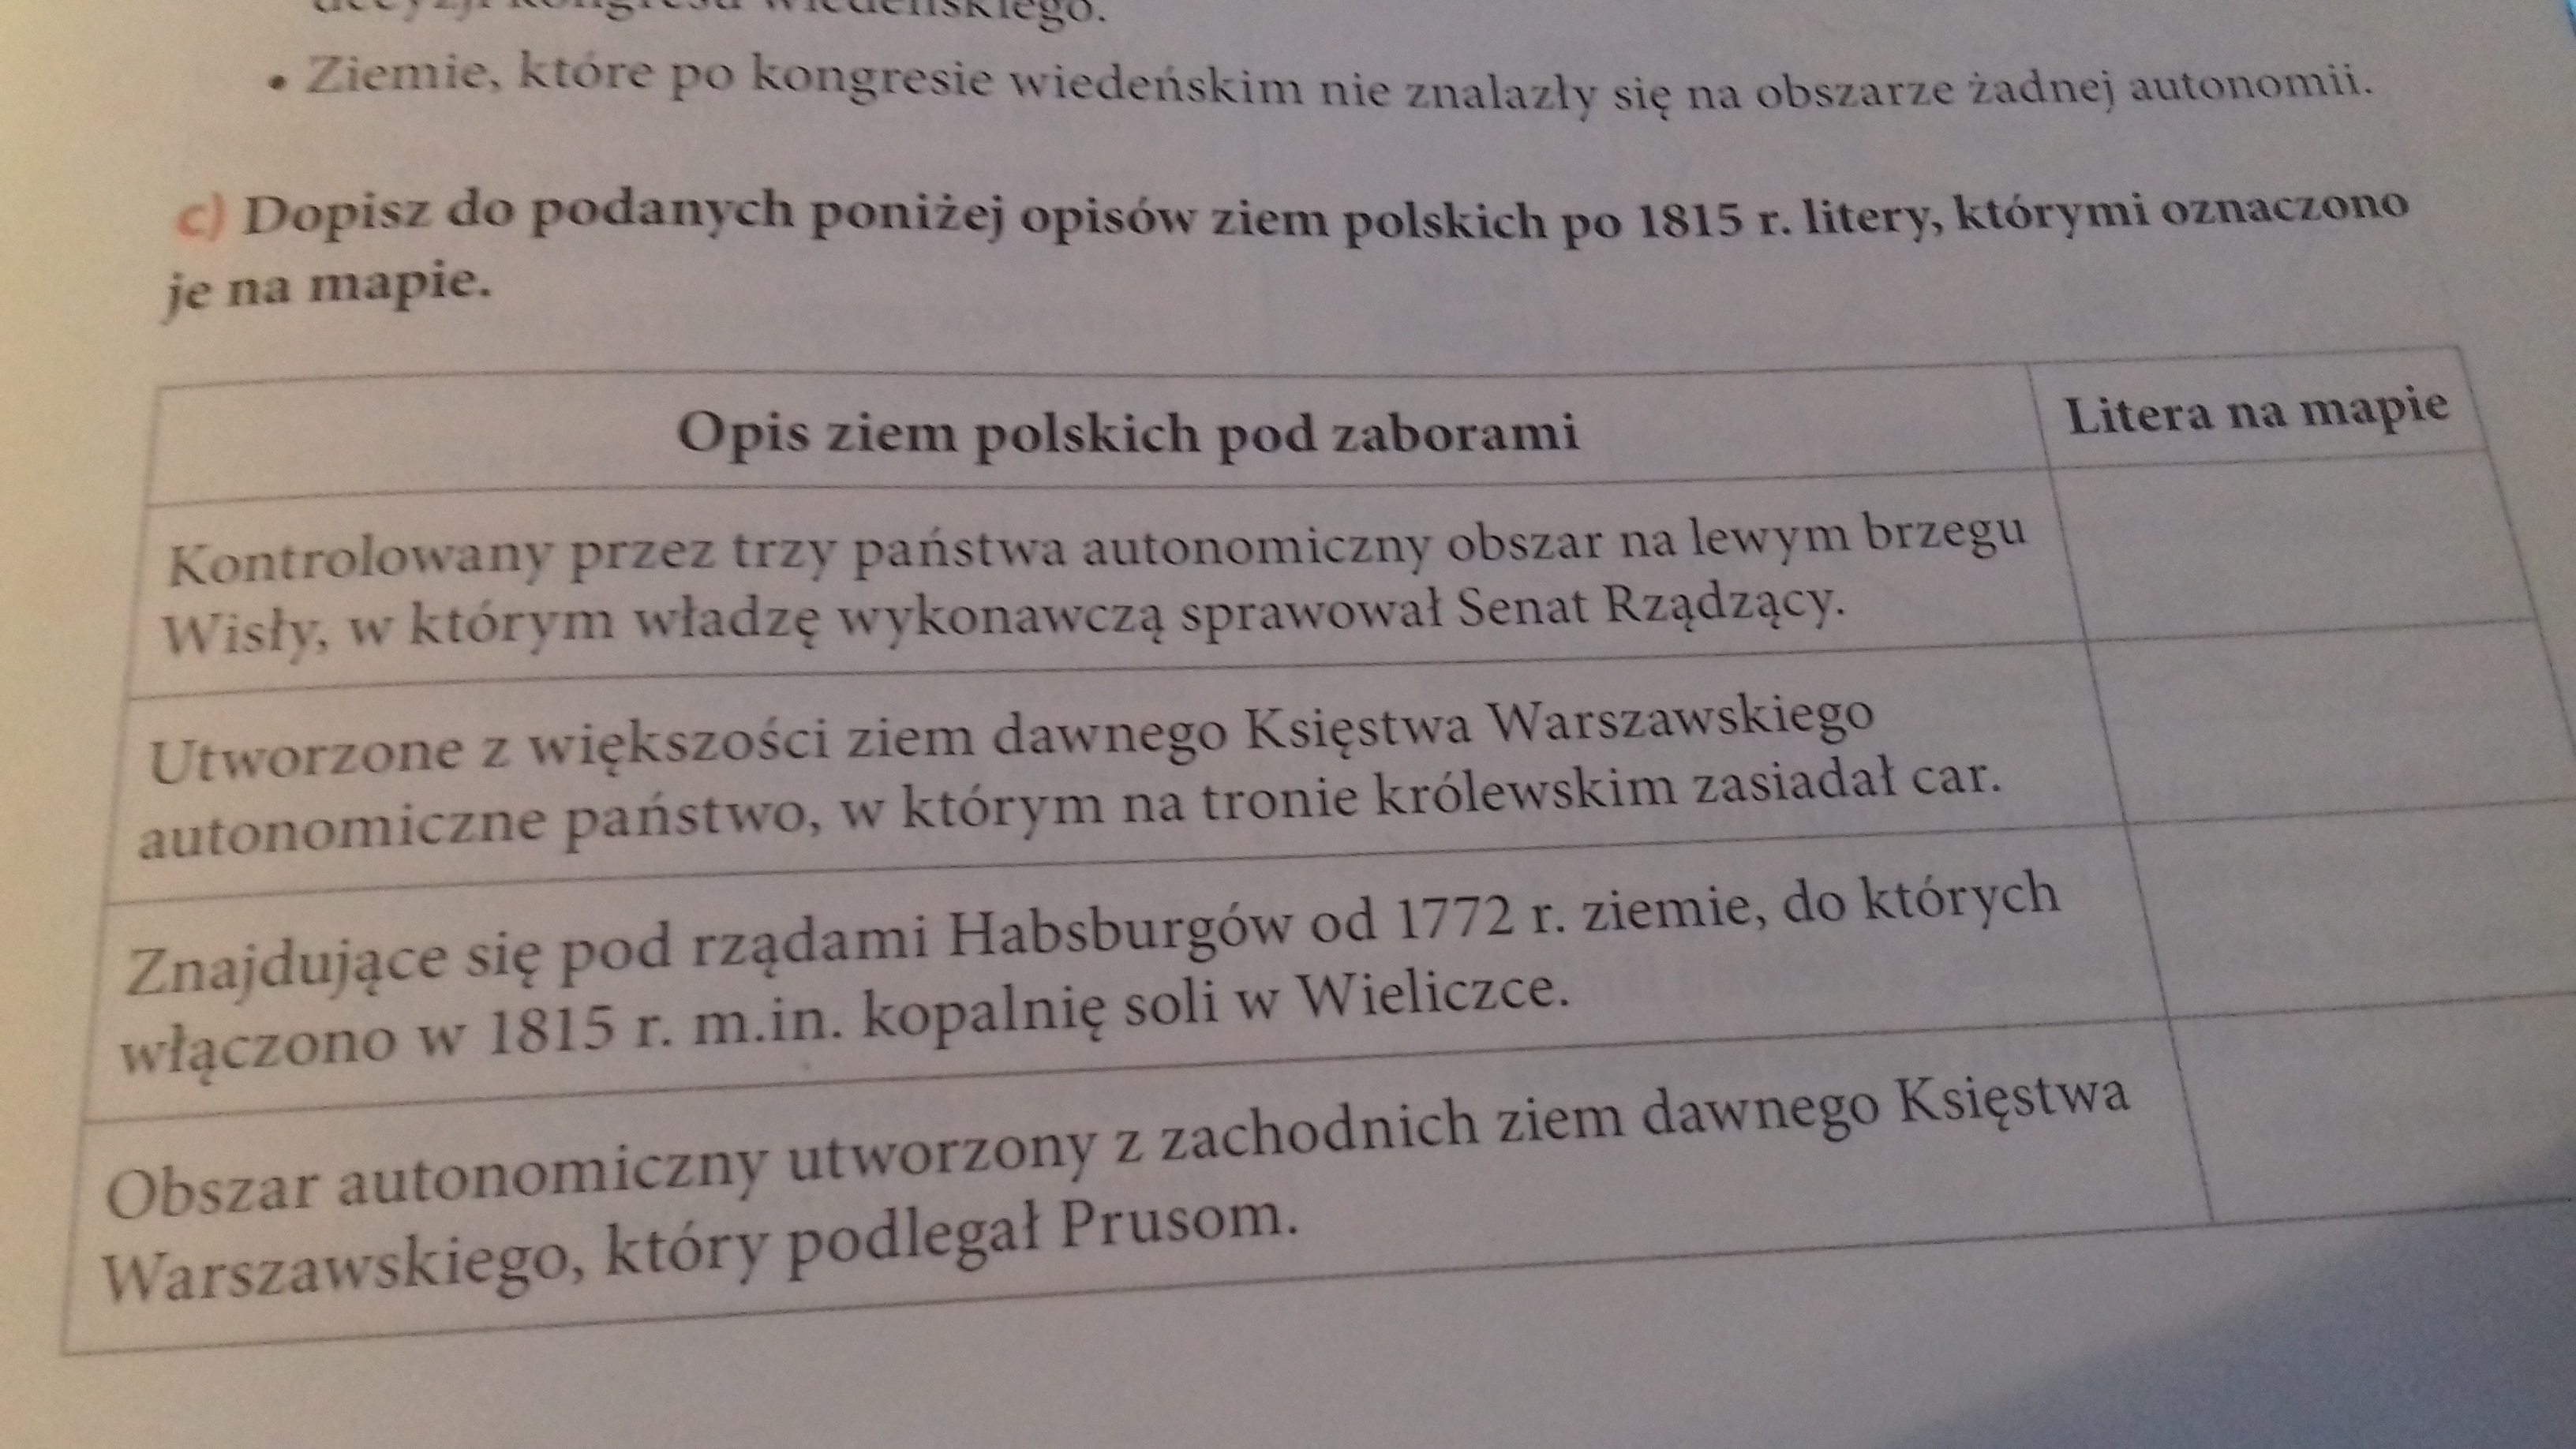 decyzji kongresu wiedeńskiego.
• Ziemie, które po kongresie wiedeńskim nie znalazły się na obszarze żadnej autonomii.
c) Dopisz do podanych poniżej opisów ziem polskich po 1815 r. litery, którymi oznaczono
je na mapie.
Opis ziem polskich pod zaborami
Litera na mapie
Kontrolowany przez trzy państwa autonomiczny obszar na lewym brzegu
Wisły, w którym władzę wykonawczą sprawował Senat Rządzący.
Utworzone z większości ziem dawnego Księstwa Warszawskiego
autonomiczne państwo, w którym na tronie królewskim zasiadał car.
Znajdujące się pod rządami Habsburgów od 1772 r. ziemie, do których
włączono w 1815 r. m.in. kopalnię soli w Wieliczce.
Obszar autonomiczny utworzony z zachodnich ziem dawnego Księstwa
Warszawskiego, który podlegał Prusom.